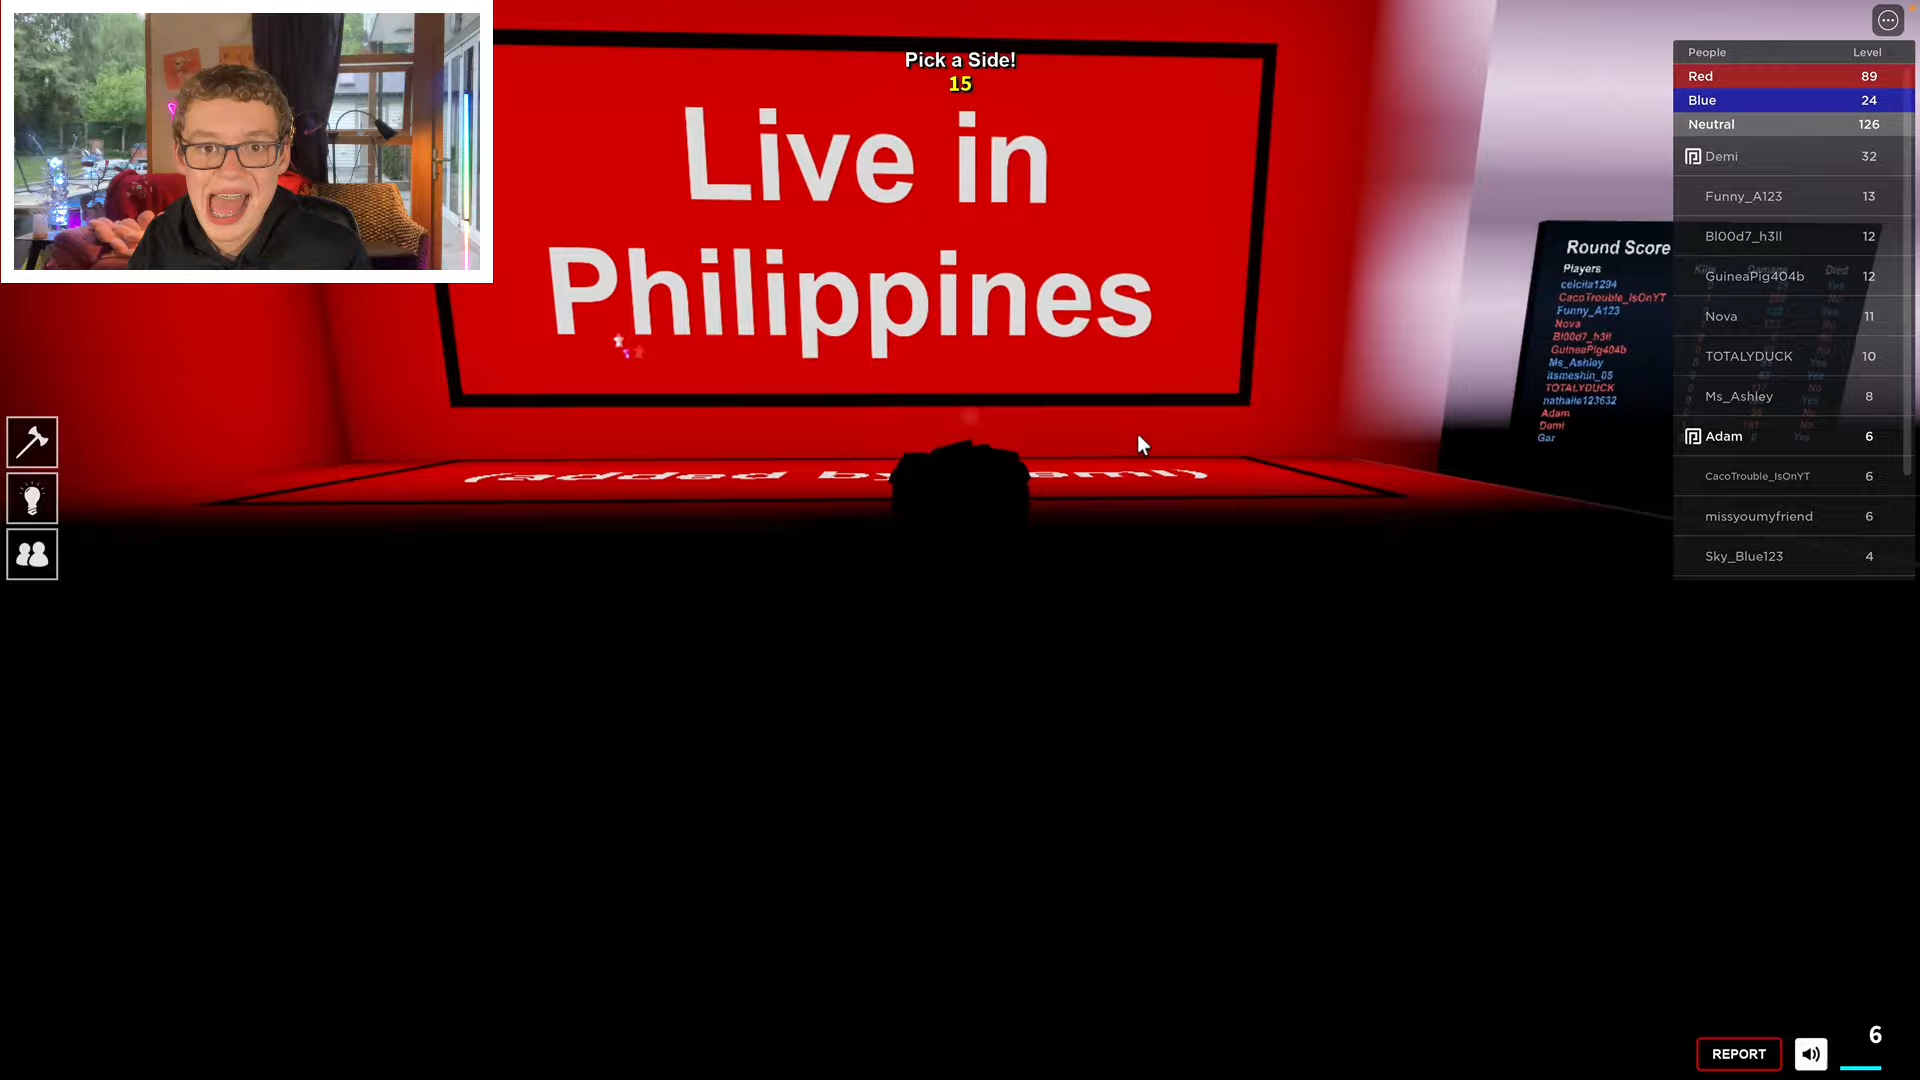 Pick a Side!
15
Live in
Philippines
People Level
Red 89
Blue 24
Neutral 126
Demi 32
Funny_A123 13
Bl00d7_h3ll 12
GuineaPig404b 12
Nova 11
TOTALYDUCK 10
Ms_Ashley 8
Adam 6
CacoTrouble_IsOnYT 6
missyoumyfriend 6
Sky_Blue123 4
Round Score
Players Died
celcila1294
CacoTrouble_IsOnYT
Funny_A123
Nova
Bl00d7_h3ll
GuineaPig404b
Ms_Ashley
itsmeshin_05
TOTALYDUCK
nathalie123632
Adam
Demi
Gar
6
REPORT